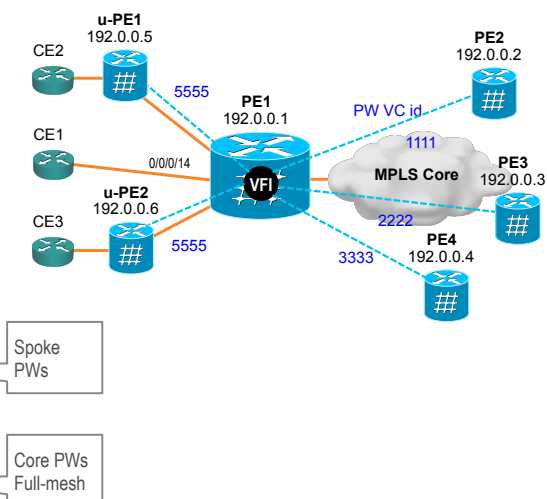 u-PE1
192.0.0.5
CE2
5555
PE1
192.0.0.1
PE2
192.0.0.2
PW VC id
1111
CE1
0/0/0/14
VFI
MPLS Core
PE3
192.0.0.3
u-PE2
192.0.0.6
CE3
5555
2222
3333
PE4
192.0.0.4
Spoke
PWs
Core PWs
Full-mesh